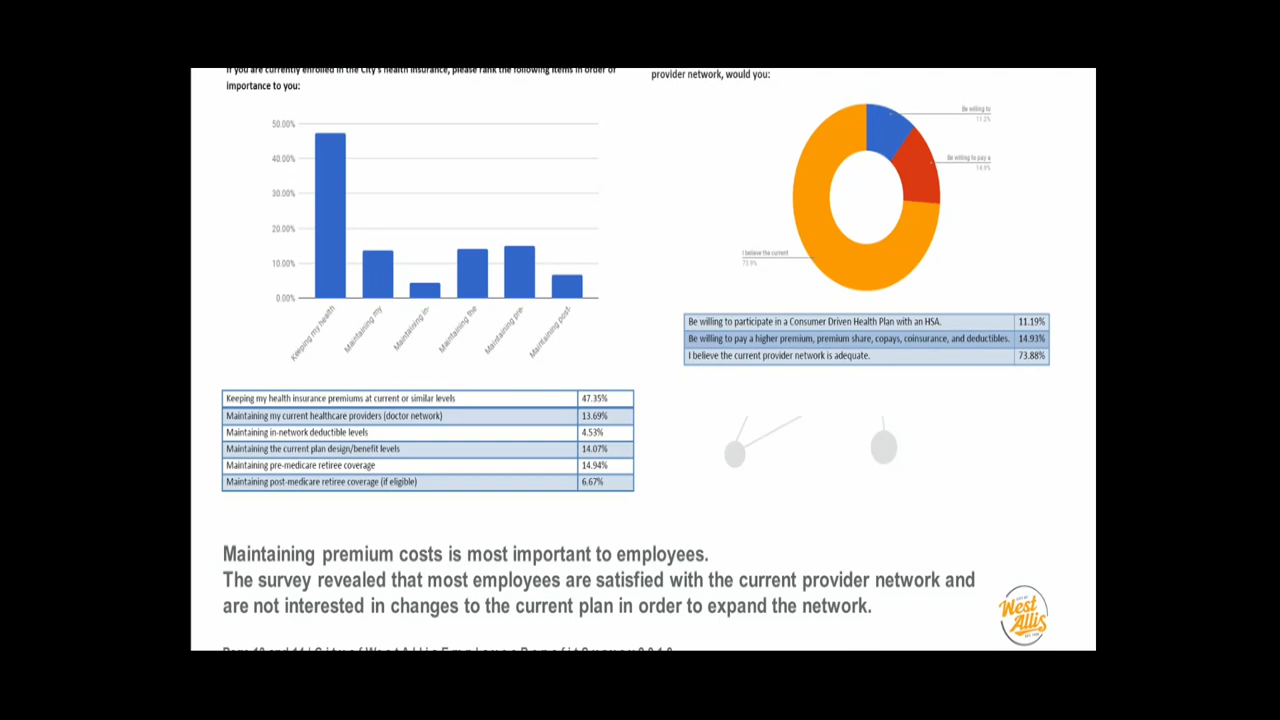 If you are currently enrolled in the City's health insurance, please rank the following items in order of
importance to you:
50.00%
40.00%
30.00%
20.00%
10.00%
0.00%
Keeping my health
Maintaining my
Maintaining in-
Maintaining the
Maintaining pre-
Maintaining post-
Keeping my health insurance premiums at current or similar levels 47.35%
Maintaining my current healthcare providers (doctor network) 13.69%
Maintaining in-network deductible levels 4.53%
Maintaining the current plan design/benefit levels 14.07%
Maintaining pre-medicare retiree coverage 14.94%
Maintaining post-medicare retiree coverage (if eligible) 6.67%
provider network, would you:
Be willing to
11.2%
Be willing to pay a
14.9%
I believe the current
73.9%
Be willing to participate in a Consumer Driven Health Plan with an HSA. 11.19%
Be willing to pay a higher premium, premium share, copays, coinsurance, and deductibles. 14.93%
I believe the current provider network is adequate. 73.88%
Maintaining premium costs is most important to employees.
The survey revealed that most employees are satisfied with the current provider network and
are not interested in changes to the current plan in order to expand the network.
CITY OF
West
Allis